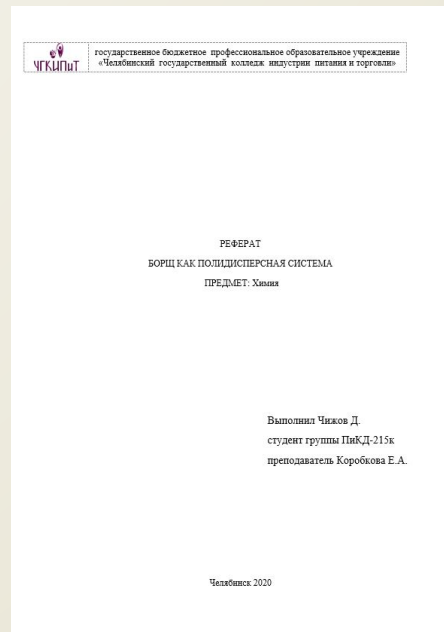 государственное бюджетное профессиональное образовательное учреждение
ЧГКИПиТ «Челябинский государственный колледж индустрии питания и торговли»
РЕФЕРАТ
БОРЩ КАК ПОЛИДИСПЕРСНАЯ СИСТЕМА
ПРЕДМЕТ: Химия
Выполнил Чижов Д.
студент группы ПиКД-215к
преподаватель Коробкова Е.А.
Челябинск 2020